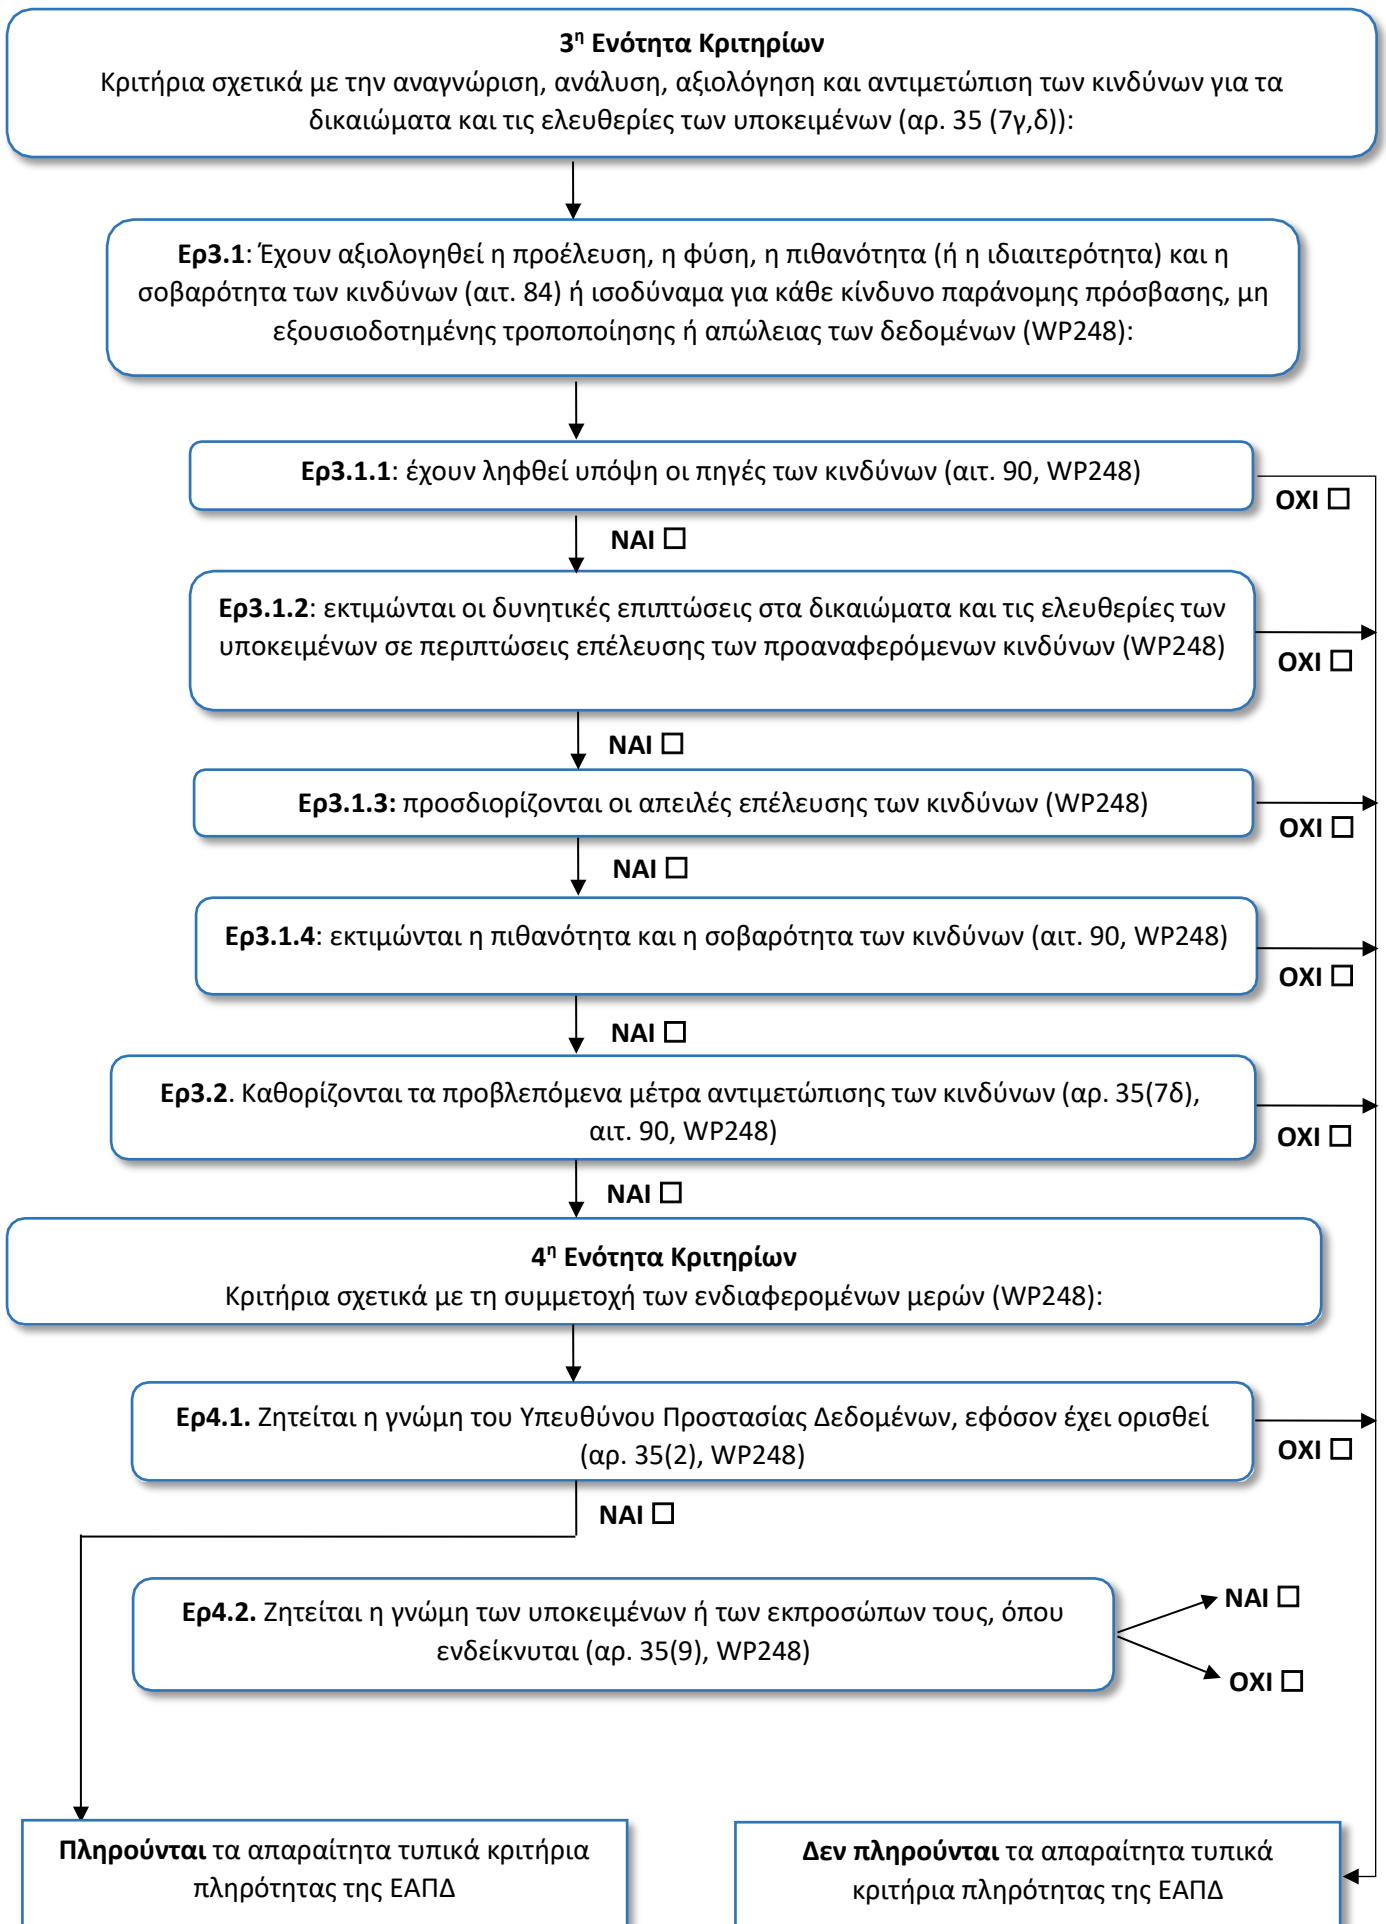 3η Ενότητα Κριτηρίων
Κριτήρια σχετικά με την αναγνώριση, ανάλυση, αξιολόγηση και αντιμετώπιση των κινδύνων για τα
δικαιώματα και τις ελευθερίες των υποκειμένων (αρ. 35 (7γ,δ)):
Ερ3.1: Έχουν αξιολογηθεί η προέλευση, η φύση, η πιθανότητα (ή η ιδιαιτερότητα) και η
σοβαρότητα των κινδύνων (αιτ. 84) ή ισοδύναμα για κάθε κίνδυνο παράνομης πρόσβασης, μη
εξουσιοδοτημένης τροποποίησης ή απώλειας των δεδομένων (WP248):
Ερ3.1.1: έχουν ληφθεί υπόψη οι πηγές των κινδύνων (αιτ. 90, WP248)
ΟΧΙ ☐
ΝΑΙ ☐
Ερ3.1.2: εκτιμώνται οι δυνητικές επιπτώσεις στα δικαιώματα και τις ελευθερίες των
υποκειμένων σε περιπτώσεις επέλευσης των προαναφερόμενων κινδύνων (WP248)
ΟΧΙ ☐
ΝΑΙ ☐
Ερ3.1.3: προσδιορίζονται οι απειλές επέλευσης των κινδύνων (WP248)
ΟΧΙ ☐
ΝΑΙ ☐
Ερ3.1.4: εκτιμώνται η πιθανότητα και η σοβαρότητα των κινδύνων (αιτ. 90, WP248)
ΟΧΙ ☐
ΝΑΙ ☐
Ερ3.2. Καθορίζονται τα προβλεπόμενα μέτρα αντιμετώπισης των κινδύνων (αρ. 35(7δ),
αιτ. 90, WP248)
ΟΧΙ ☐
ΝΑΙ ☐
4η Ενότητα Κριτηρίων
Κριτήρια σχετικά με τη συμμετοχή των ενδιαφερομένων μερών (WP248):
Ερ4.1. Ζητείται η γνώμη του Υπευθύνου Προστασίας Δεδομένων, εφόσον έχει ορισθεί
(αρ. 35(2), WP248)
ΟΧΙ ☐
ΝΑΙ ☐
Ερ4.2. Ζητείται η γνώμη των υποκειμένων ή των εκπροσώπων τους, όπου
ενδείκνυται (αρ. 35(9), WP248)
ΝΑΙ ☐
ΟΧΙ ☐
Πληρούνται τα απαραίτητα τυπικά κριτήρια
πληρότητας της ΕΑΠΔ
Δεν πληρούνται τα απαραίτητα τυπικά
κριτήρια πληρότητας της ΕΑΠΔ